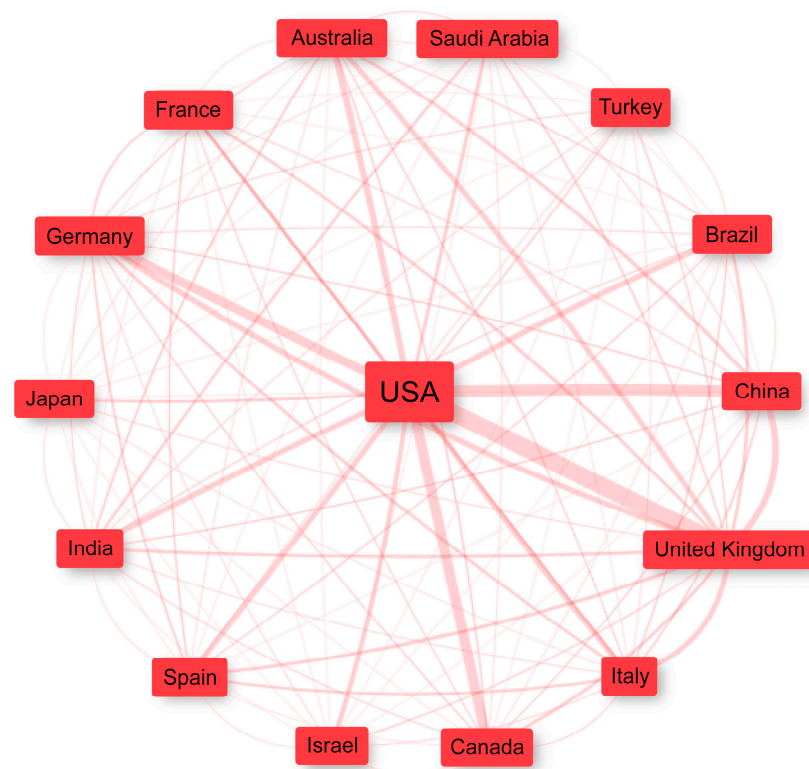 Australia
Saudi Arabia
France
Turkey
Germany
Brazil
USA
Japan
China
India
United Kingdom
Spain
Italy
Israel
Canada